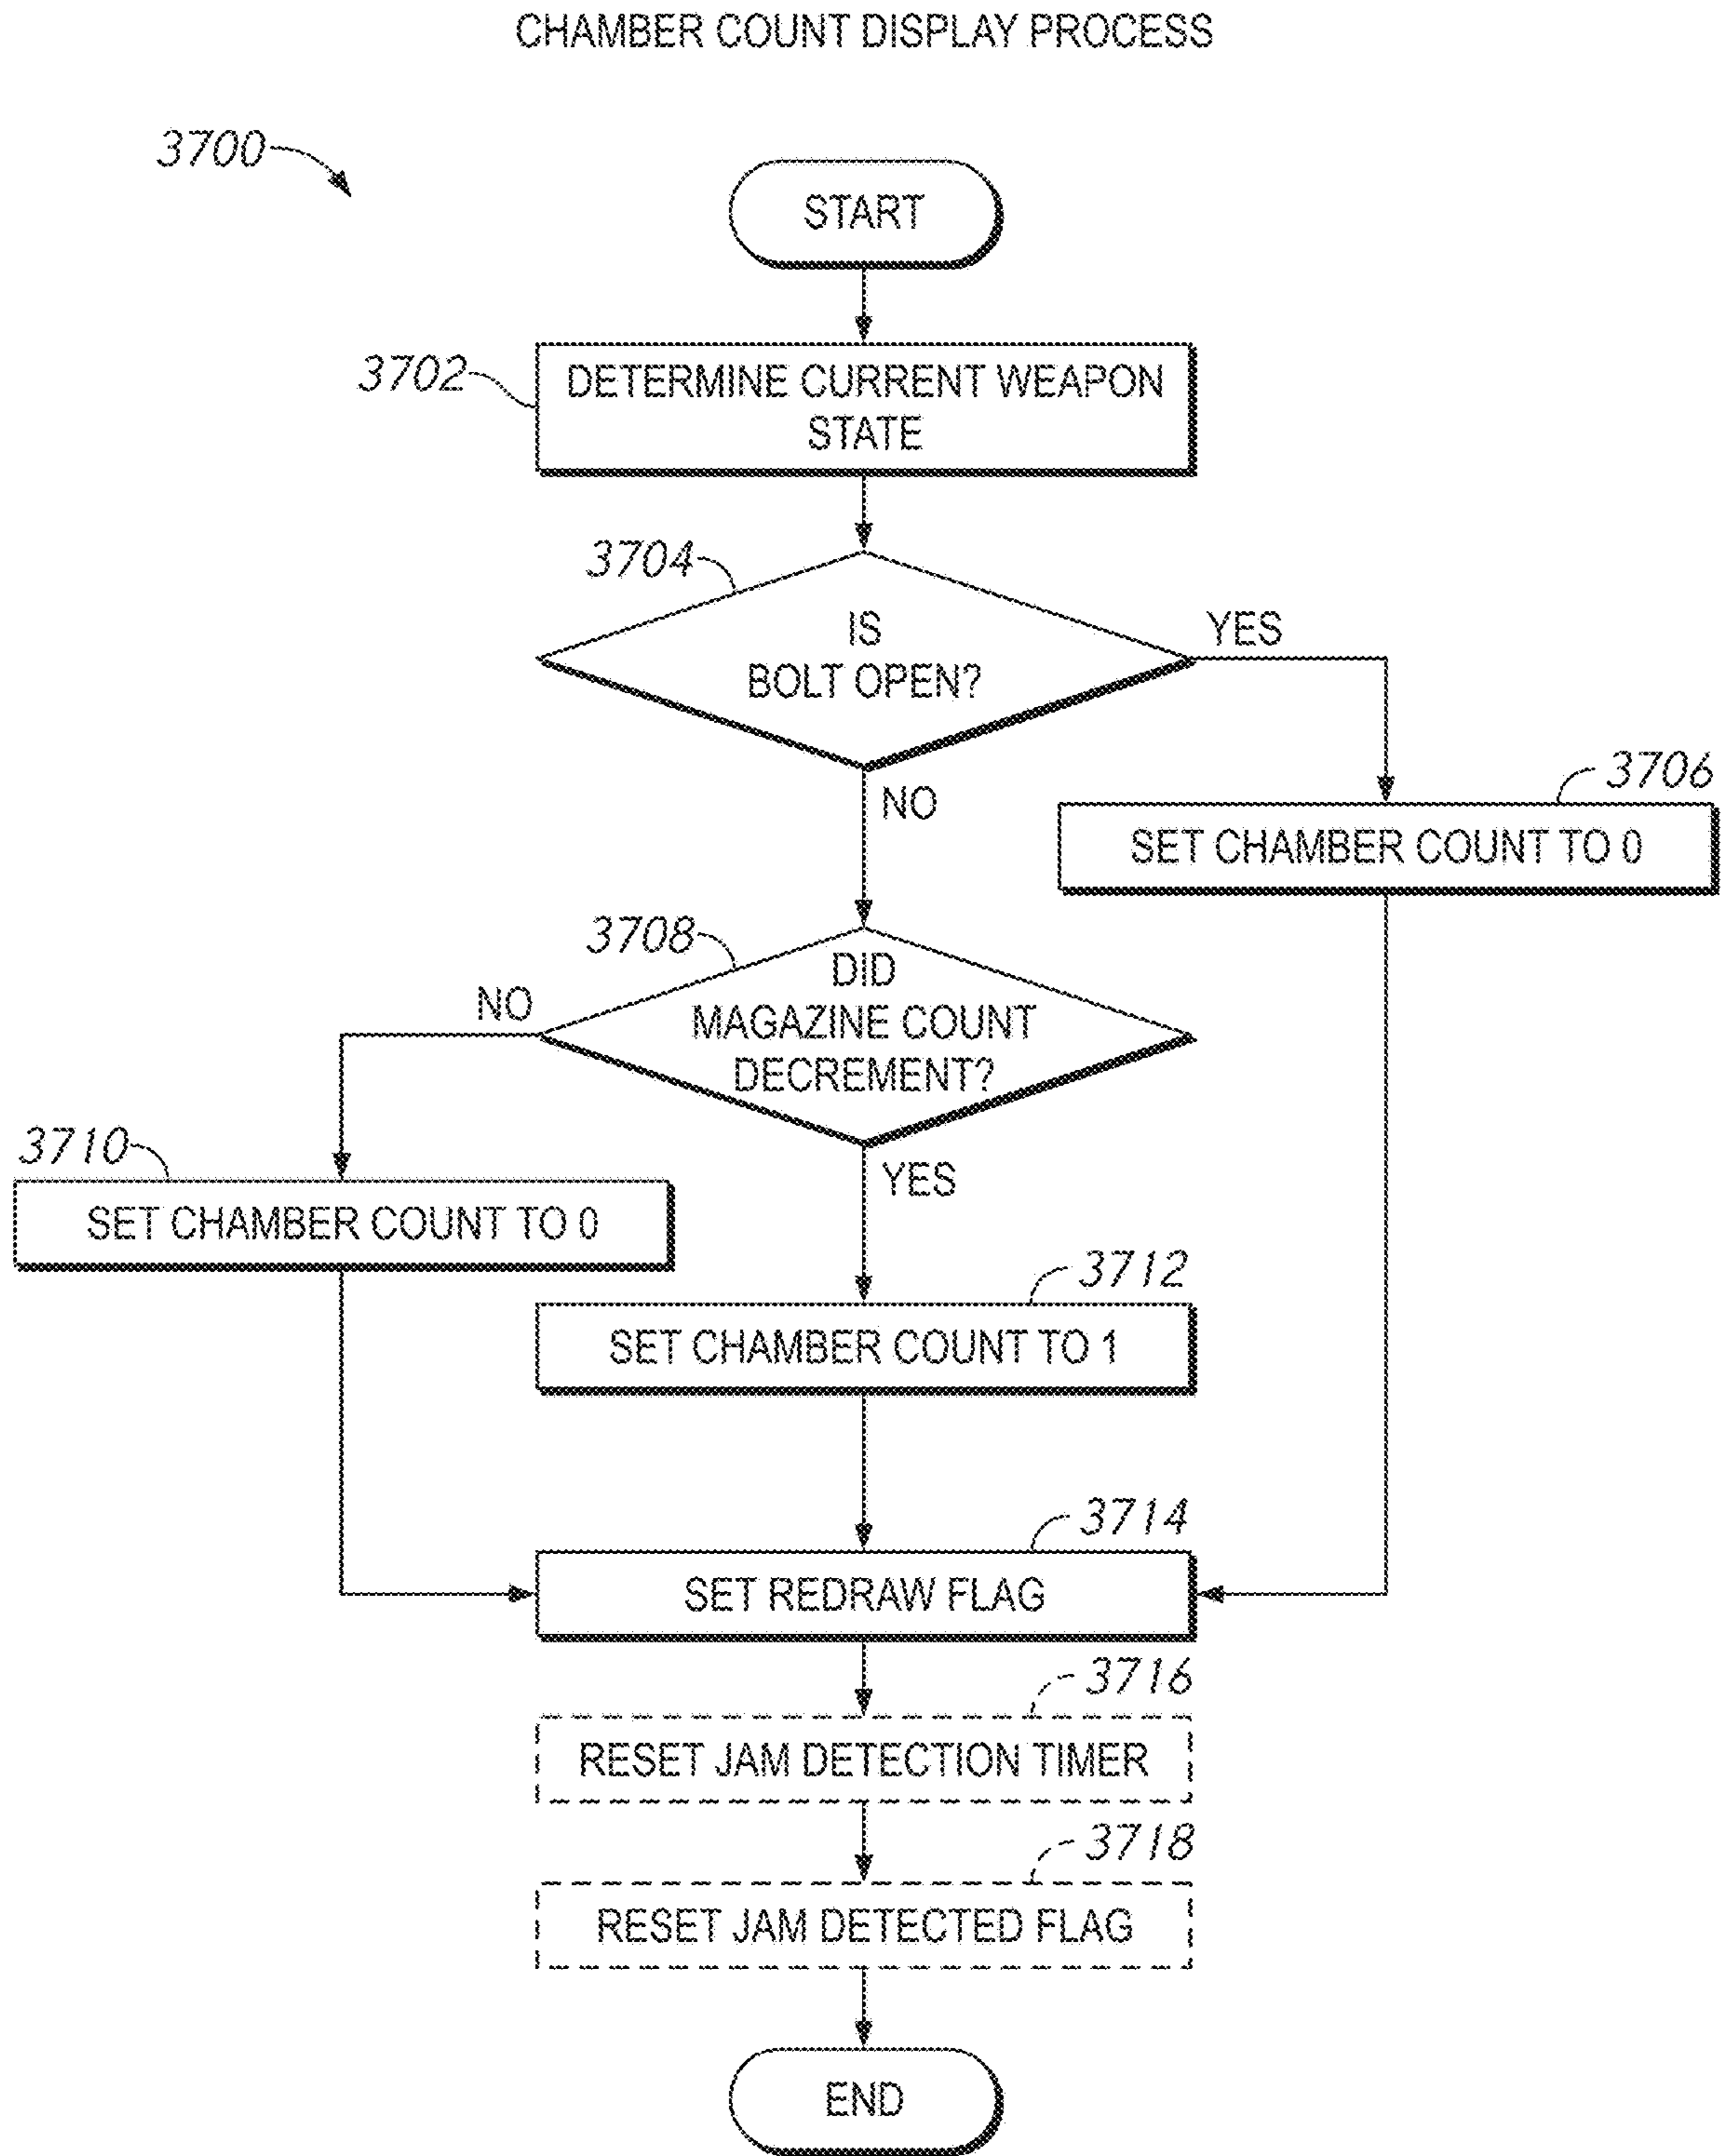 CHAMBER COUNT DISPLAY PROCESS
3700
START
3702
DETERMINE CURRENT WEAPON
STATE
3704
IS
BOLT OPEN?
YES
NO
3706
SET CHAMBER COUNT TO 0
3708
DID
MAGAZINE COUNT
DECREMENT?
NO
YES
3710
SET CHAMBER COUNT TO 0
3712
SET CHAMBER COUNT TO 1
3714
SET REDRAW FLAG
3716
RESET JAM DETECTION TIMER
3718
RESET JAM DETECTED FLAG
END